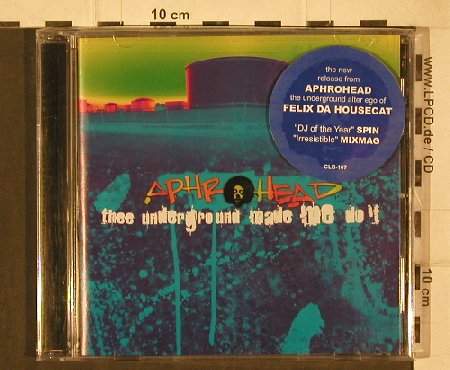 10 cm
the new
release from
APHROHEAD
the underground alter ego of
FELIX DA HOUSECAT
"DJ of the Year" SPIN
"Irresistible" MIXMAG
CLD-147
APHROHEAD
thee underground made me do it
www.LPCD.de / CD
10 cm